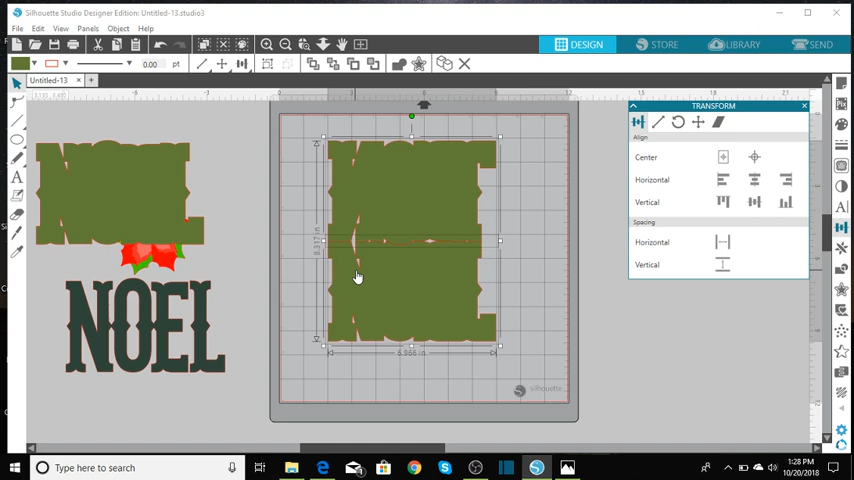 Silhouette Studio Designer Edition: Untitled-13.studio3
File Edit View Panels Object Help
DESIGN STORE LIBRARY SEND
0.00 pt
Untitled-13
TRANSFORM
Align
Center
Horizontal
Vertical
Spacing
Horizontal
Vertical
8.317 in
6.966 in
NOEL
silhouette
Type here to search
1:28 PM
10/20/2018